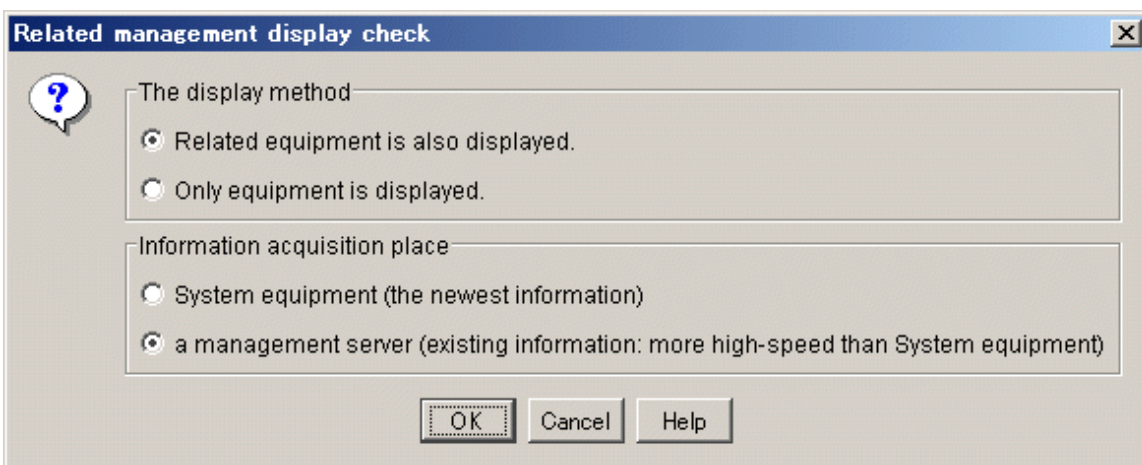 Related management display check
The display method
Related equipment is also displayed.
Only equipment is displayed.
Information acquisition place
System equipment (the newest information)
a management server (existing information: more high-speed than System equipment)
OK Cancel Help